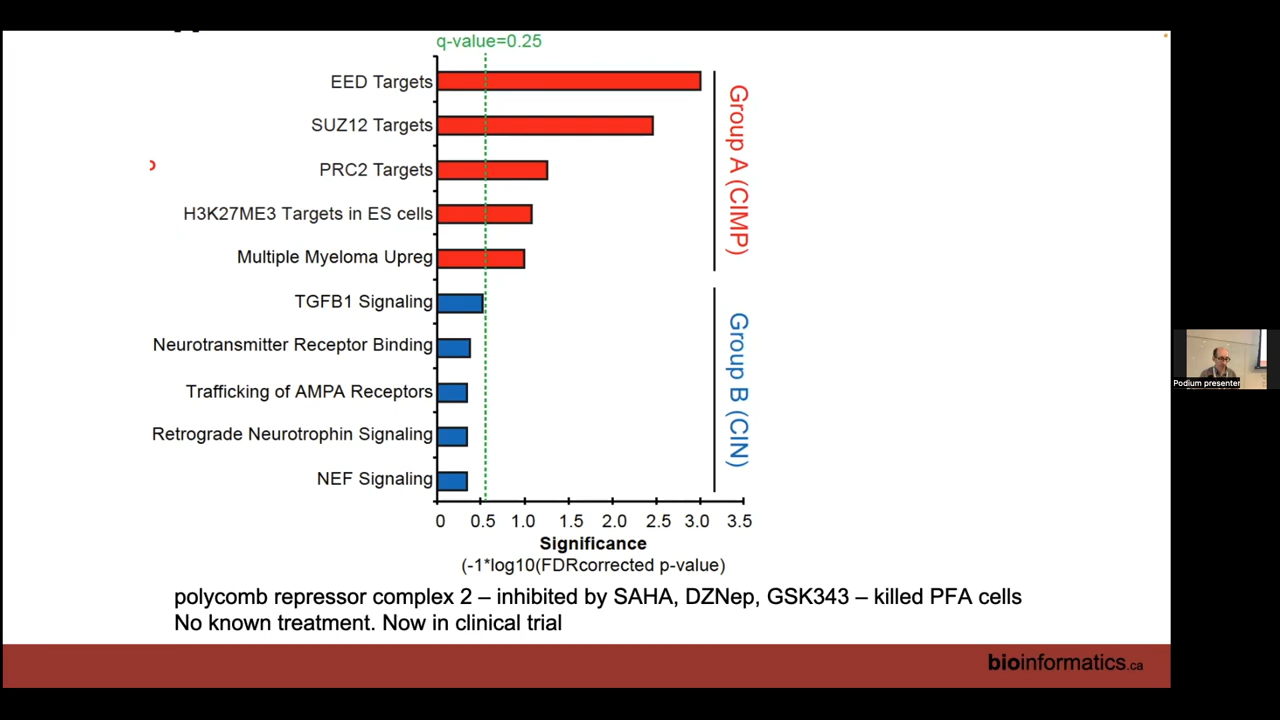 q-value=0.25
EED Targets
SUZ12 Targets
PRC2 Targets
H3K27ME3 Targets in ES cells
Multiple Myeloma Upreg
TGFB1 Signaling
Neurotransmitter Receptor Binding
Trafficking of AMPA Receptors
Retrograde Neurotrophin Signaling
NEF Signaling
Group A (CIMP)
Group B (CIN)
0 0.5 1.0 1.5 2.0 2.5 3.0 3.5
Significance
(-1*log10(FDRcorrected p-value)
polycomb repressor complex 2 – inhibited by SAHA, DZNep, GSK343 – killed PFA cells
No known treatment. Now in clinical trial
bioinformatics.ca
Podium presenter